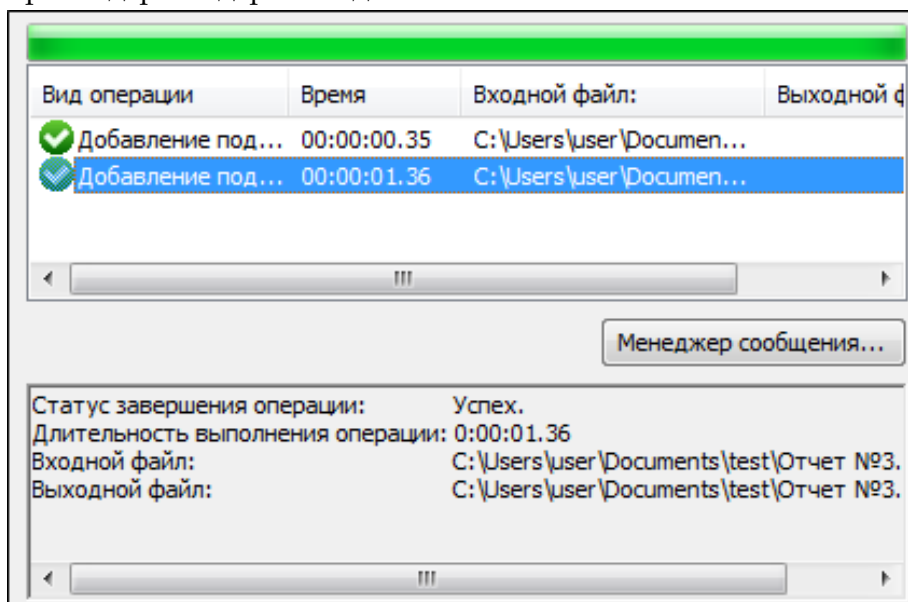 Вид операции Время Входной файл: Выходной ф
Добавление под... 00:00:00.35 C:\Users\user\Documen...
Добавление под... 00:00:01.36 C:\Users\user\Documen...
Менеджер сообщения...
Статус завершения операции: Успех.
Длительность выполнения операции: 0:00:01.36
Входной файл: C:\Users\user\Documents\test\Отчет №3.
Выходной файл: C:\Users\user\Documents\test\Отчет №3.